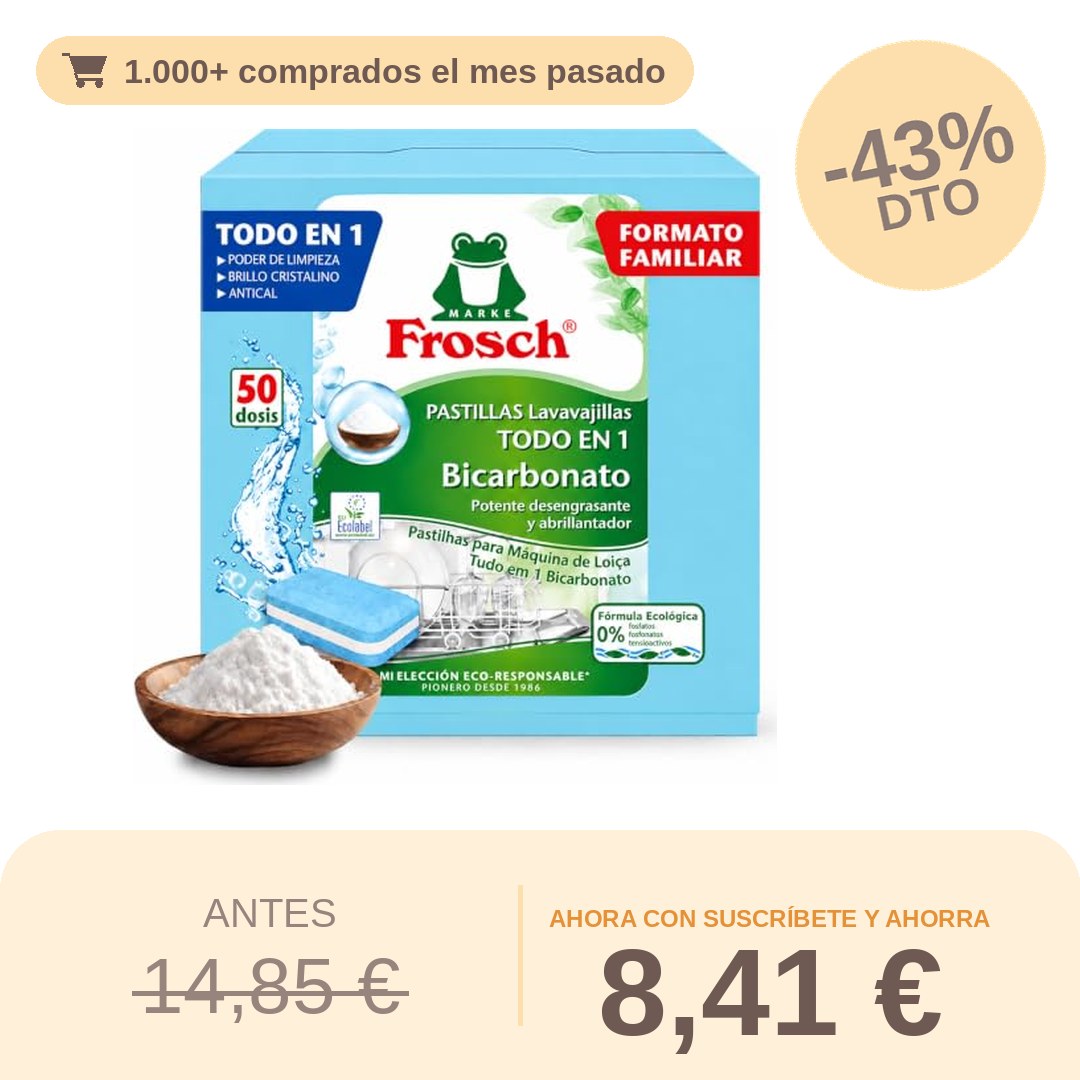 1.000+ comprados el mes pasado
-43%
DTO
TODO EN 1
▶PODER DE LIMPIEZA
▶BRILLO CRISTALINO
▶ANTICAL
FORMATO
FAMILIAR
MARKE
Frosch®
50
dosis
PASTILLAS Lavavajillas
TODO EN 1
Bicarbonato
Potente desengrasante
y abrillantador
Ecolabel
Pastilhas para Máquina de Loiça
Tudo em 1 Bicarbonato
Fórmula Ecológica
0% fosfatos
fosfonatos
tensioactivos
MI ELECCIÓN ECO-RESPONSABLE*
PIONERO DESDE 1986
ANTES
14,85 €
AHORA CON SUSCRÍBETE Y AHORRA
8,41 €